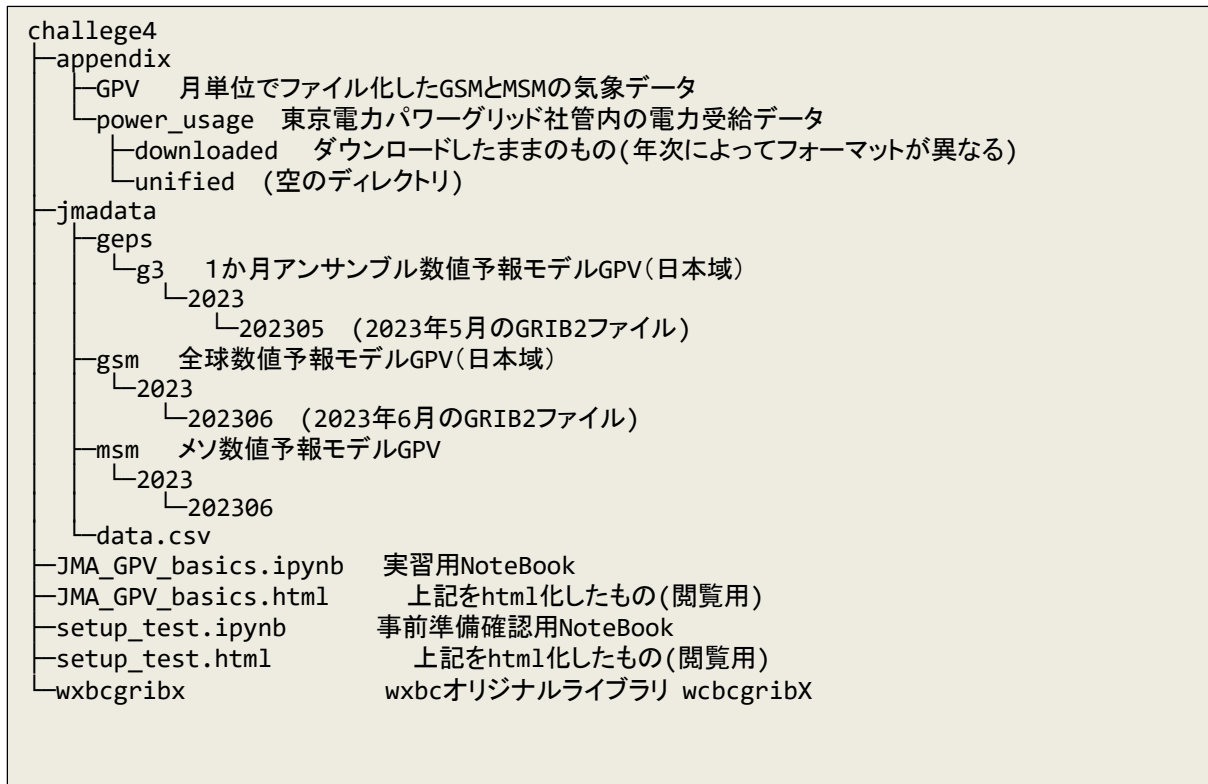 challege4
├─appendix
│  ├─GPV  月単位でファイル化したGSMとMSMの気象データ
│  └─power_usage 東京電力パワーグリッド社管内の電力受給データ
│      ├─downloaded  ダウンロードしたままのもの(年次によってフォーマットが異なる)
│      └─unified (空のディレクトリ)
├─jmadata
│  ├─geps
│  │  └─g3  1か月アンサンブル数値予報モデルGPV(日本域)
│  │      └─2023
│  │          └─202305 (2023年5月のGRIB2ファイル)
│  ├─gsm  全球数値予報モデルGPV(日本域)
│  │  └─2023
│  │      └─202306 (2023年6月のGRIB2ファイル)
│  ├─msm  メソ数値予報モデルGPV
│  │  └─2023
│  │      └─202306
│  └─data.csv
├─JMA_GPV_basics.ipynb  実習用NoteBook
├─JMA_GPV_basics.html   上記をhtml化したもの(閲覧用)
├─setup_test.ipynb     事前準備確認用NoteBook
├─setup_test.html      上記をhtml化したもの(閲覧用)
└─wxbcgribx        wxbcオリジナルライブラリ wcbcgribX